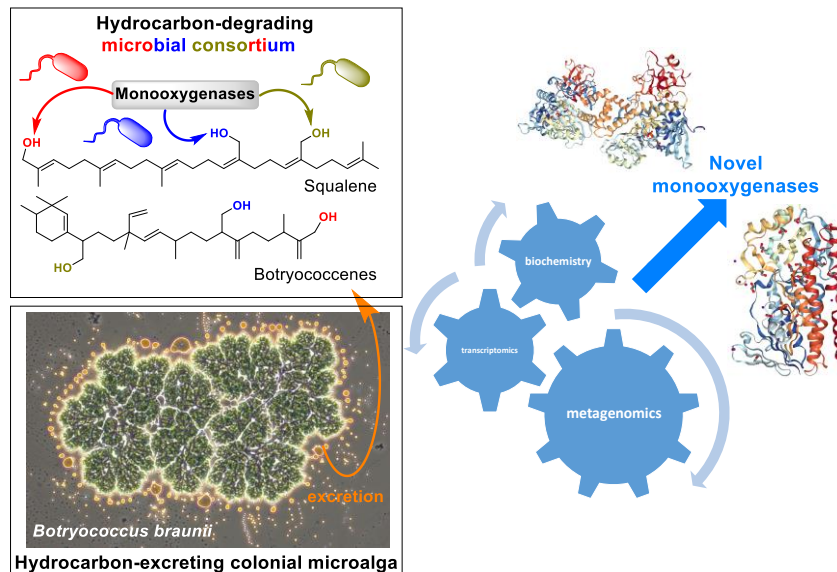 Hydrocarbon-degrading
microbial consortium
Monooxygenases
OH
HO
OH
Squalene
HO
OH
HO
Botryococcenes
excretion
Botryococcus braunii
Hydrocarbon-excreting colonial microalga
Novel
monooxygenases
biochemistry
transcriptomics
metagenomics